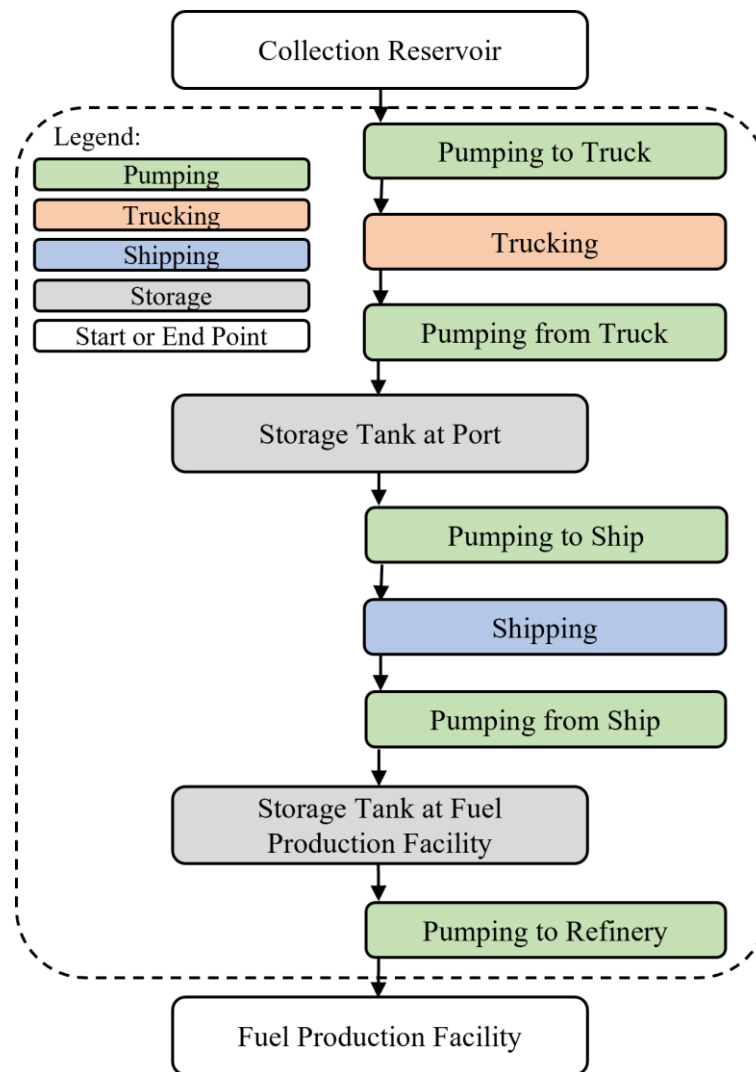 Collection Reservoir
Legend:
Pumping
Trucking
Shipping
Storage
Start or End Point
Pumping to Truck
Trucking
Pumping from Truck
Storage Tank at Port
Pumping to Ship
Shipping
Pumping from Ship
Storage Tank at Fuel
Production Facility
Pumping to Refinery
Fuel Production Facility